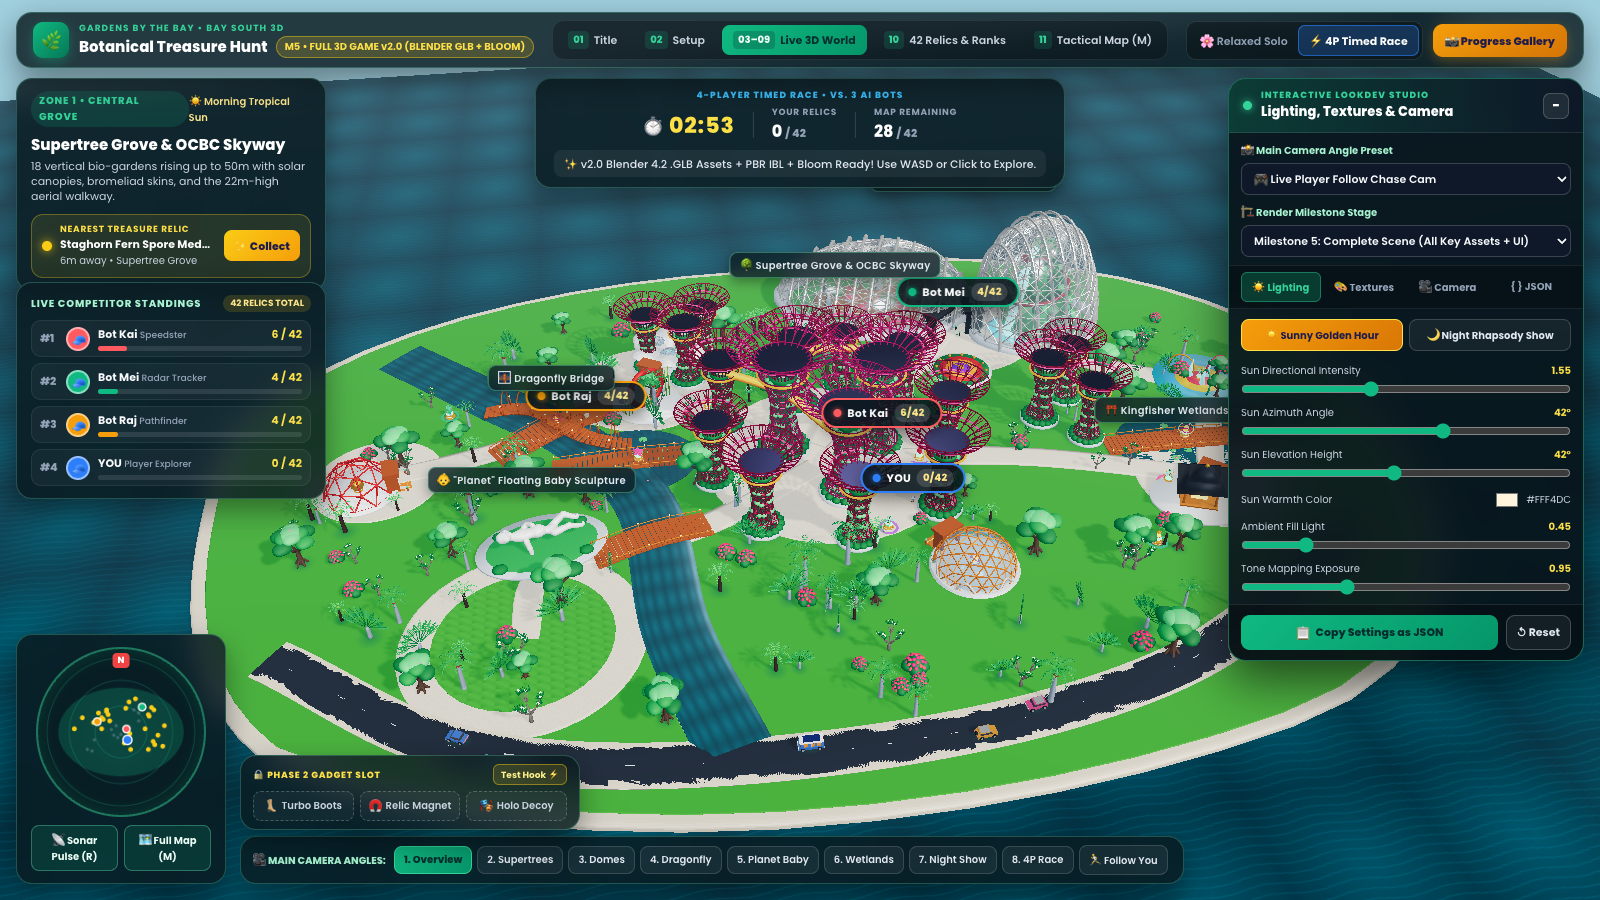 GARDENS BY THE BAY • BAY SOUTH 3D
Botanical Treasure Hunt
M5 • FULL 3D GAME v2.0 (BLENDER GLB + BLOOM)
01 Title
02 Setup
03–09 Live 3D World
10 42 Relics & Ranks
11 Tactical Map (M)
Relaxed Solo
4P Timed Race
Progress Gallery
ZONE 1 • CENTRAL GROVE
Morning Tropical Sun
Supertree Grove & OCBC Skyway
18 vertical bio-gardens rising up to 50m with solar
canopies, bromeliad skins, and the 22m-high
aerial walkway.
NEAREST TREASURE RELIC
Staghorn Fern Spore Med...
6m away • Supertree Grove
Collect
LIVE COMPETITOR STANDINGS
42 RELICS TOTAL
#1 Bot Kai Speedster 6 / 42
#2 Bot Mei Radar Tracker 4 / 42
#3 Bot Raj Pathfinder 4 / 42
#4 YOU Player Explorer 0 / 42
4-PLAYER TIMED RACE • VS. 3 AI BOTS
02:53
YOUR RELICS
0 / 42
MAP REMAINING
28 / 42
v2.0 Blender 4.2 .GLB Assets + PBR IBL + Bloom Ready! Use WASD or Click to Explore.
Supertree Grove & OCBC Skyway
Bot Mei 4/42
Dragonfly Bridge
Bot Raj 4/42
Bot Kai 6/42
Kingfisher Wetlands
"Planet" Floating Baby Sculpture
YOU 0/42
INTERACTIVE LOOKDEV STUDIO
Lighting, Textures & Camera
-
Main Camera Angle Preset
Live Player Follow Chase Cam
Render Milestone Stage
Milestone 5: Complete Scene (All Key Assets + UI)
Lighting
Textures
Camera
{ } JSON
Sunny Golden Hour
Night Rhapsody Show
Sun Directional Intensity 1.55
Sun Azimuth Angle 42°
Sun Elevation Height 42°
Sun Warmth Color #FFF4DC
Ambient Fill Light 0.45
Tone Mapping Exposure 0.95
Copy Settings as JSON
Reset
N
Sonar Pulse (R)
Full Map (M)
PHASE 2 GADGET SLOT
Test Hook
Turbo Boots
Relic Magnet
Holo Decoy
MAIN CAMERA ANGLES:
1. Overview
2. Supertrees
3. Domes
4. Dragonfly
5. Planet Baby
6. Wetlands
7. Night Show
8. 4P Race
Follow You